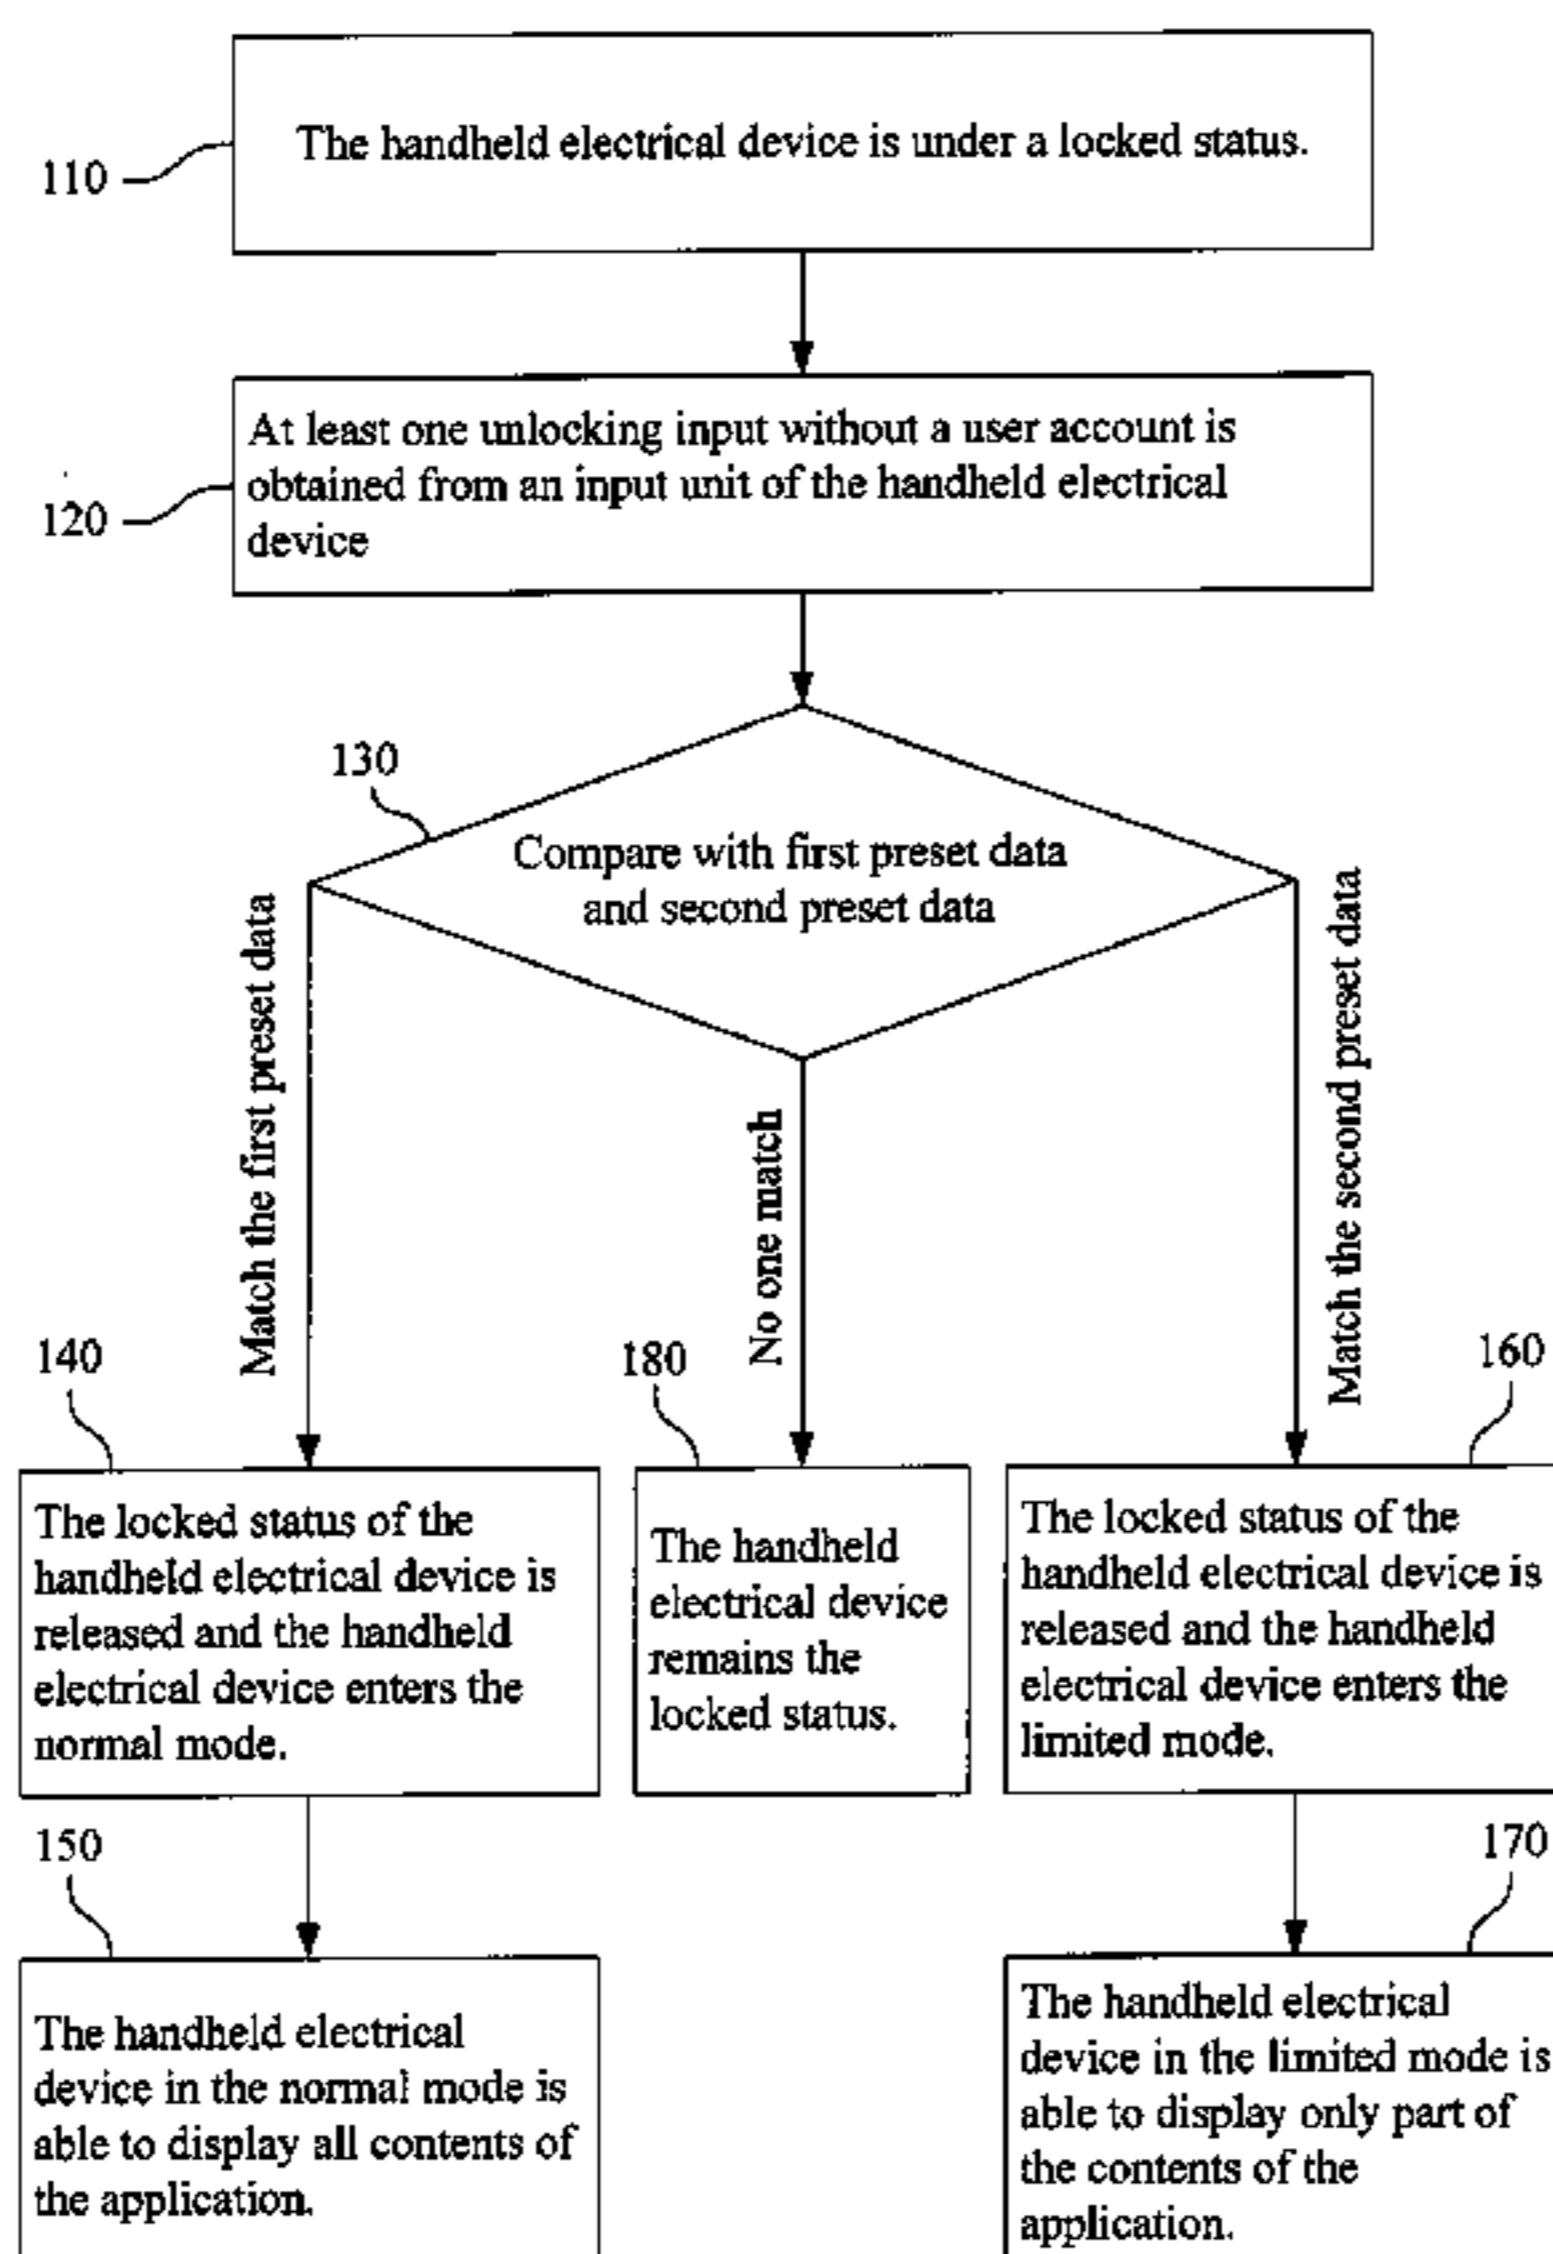 110
The handheld electrical device is under a locked status.
120
At least one unlocking input without a user account is
obtained from an input unit of the handheld electrical
device
130
Compare with first preset data
and second preset data
Match the first preset data
No one match
Match the second preset data
140
The locked status of the
handheld electrical device is
released and the handheld
electrical device enters the
normal mode.
180
The handheld
electrical device
remains the
locked status.
160
The locked status of the
handheld electrical device is
released and the handheld
electrical device enters the
limited mode.
150
The handheld electrical
device in the normal mode is
able to display all contents of
the application.
170
The handheld electrical
device in the limited mode is
able to display only part of
the contents of the
application.